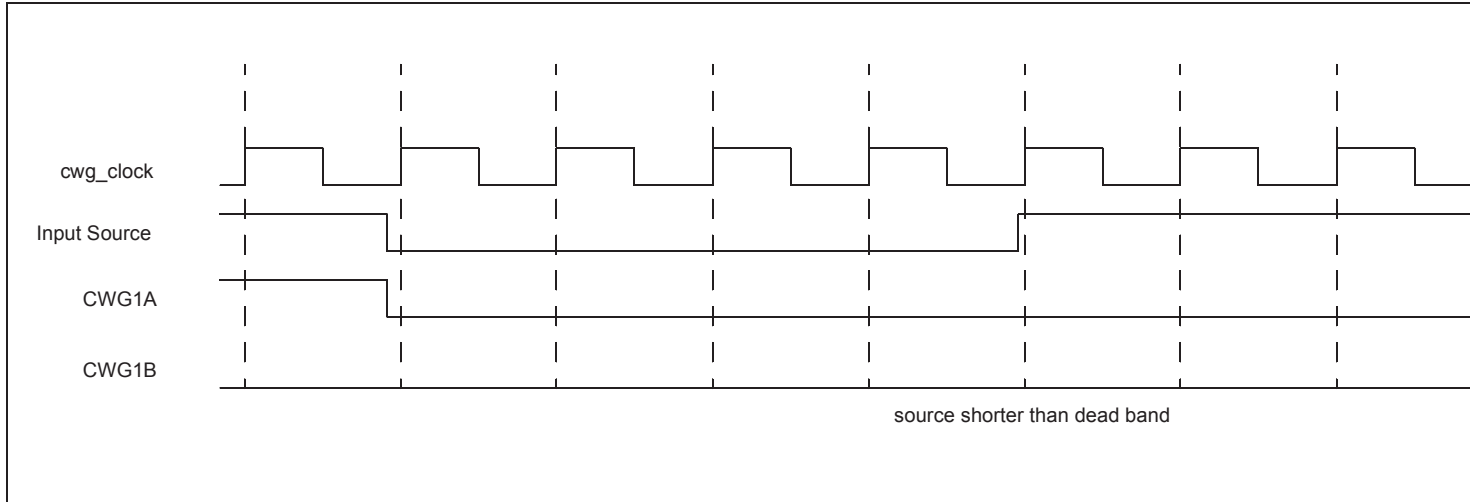 cwg_clock
Input Source
CWG1A
CWG1B
source shorter than dead band